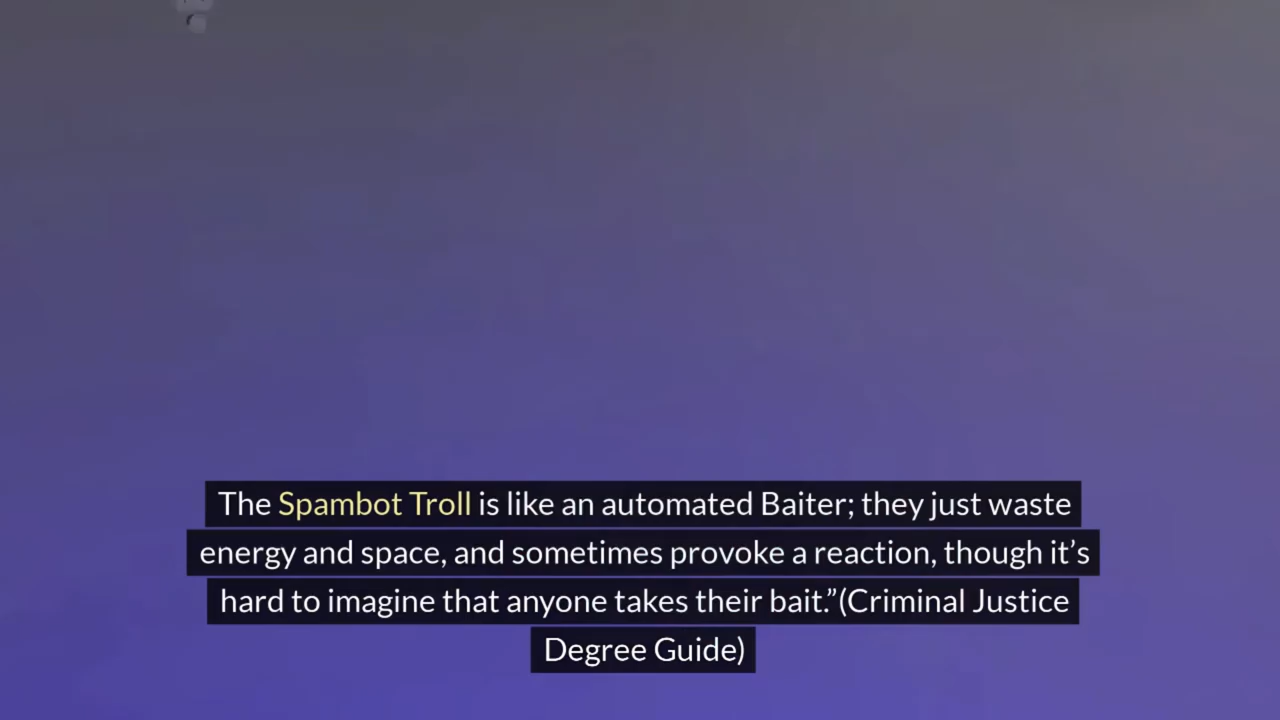 The Spambot Troll is like an automated Baiter; they just waste
energy and space, and sometimes provoke a reaction, though it’s
hard to imagine that anyone takes their bait.”(Criminal Justice
Degree Guide)